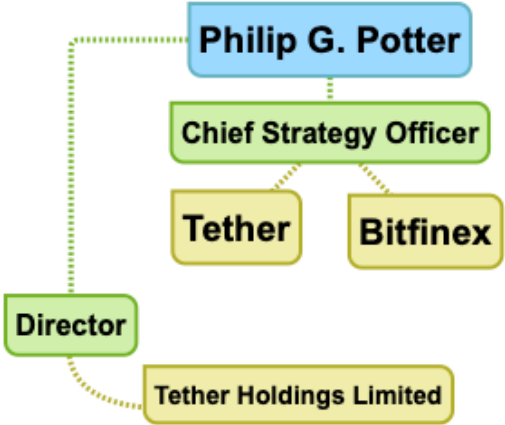 Philip G. Potter
Chief Strategy Officer
Tether
Bitfinex
Director
Tether Holdings Limited